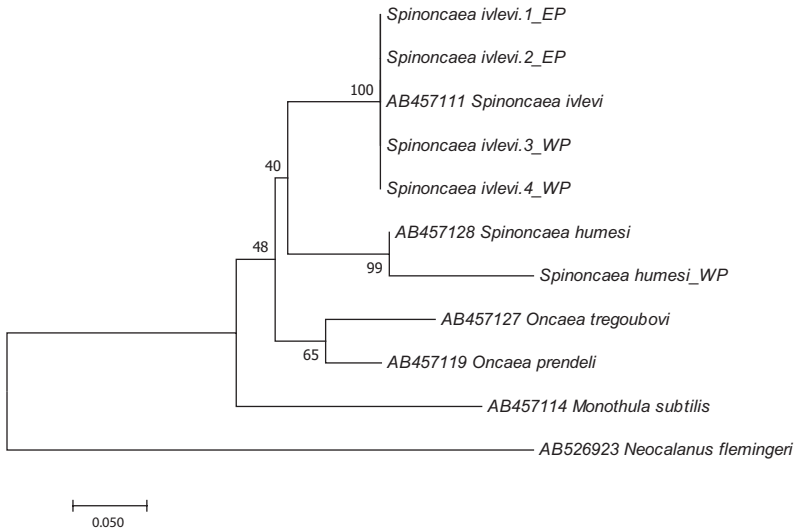 Spinoncaea ivlevi.1_EP
Spinoncaea ivlevi.2_EP
100
AB457111 Spinoncaea ivlevi
Spinoncaea ivlevi.3_WP
40
Spinoncaea ivlevi.4_WP
AB457128 Spinoncaea humesi
48
99
Spinoncaea humesi_WP
AB457127 Oncaea tregoubovi
65
AB457119 Oncaea prendeli
AB457114 Monothula subtilis
AB526923 Neocalanus flemingeri
0.050